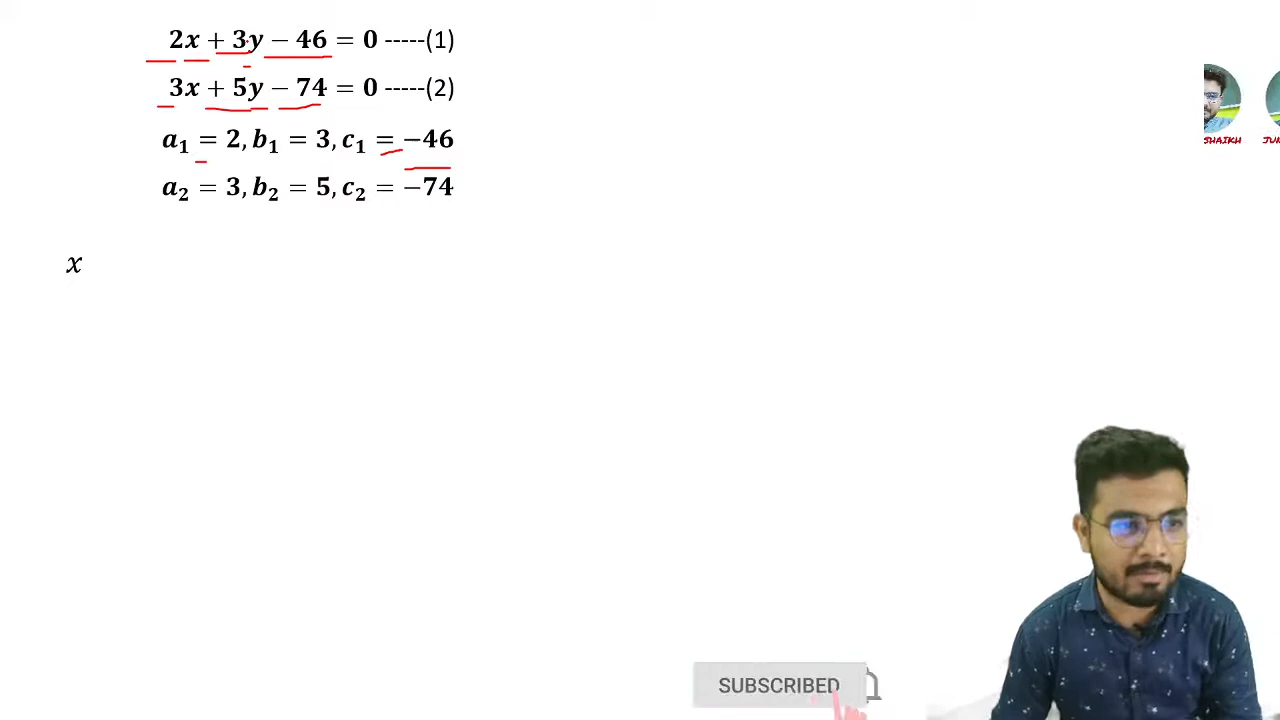 2x + 3y − 46 = 0 -----(1)
3x + 5y − 74 = 0 -----(2)
a₁ = 2, b₁ = 3, c₁ = −46
a₂ = 3, b₂ = 5, c₂ = −74
x
SHAIKH
SUBSCRIBED